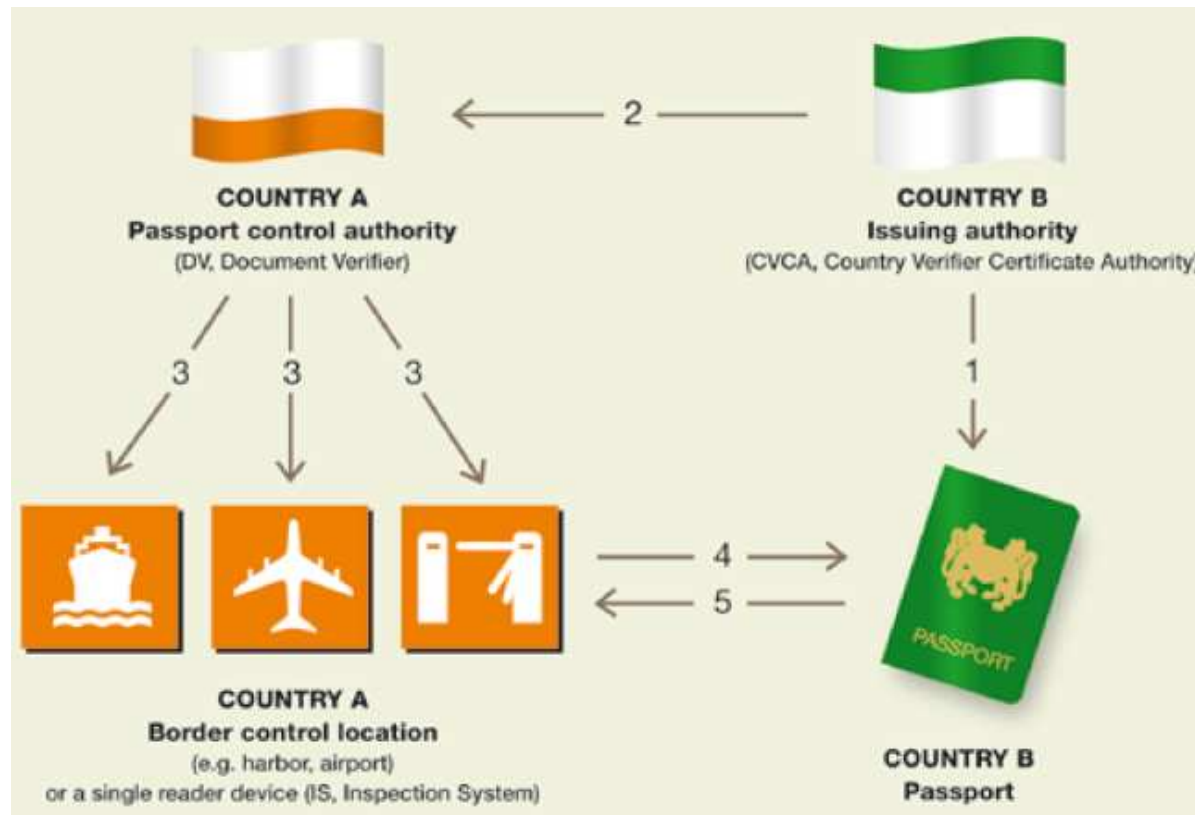 2
COUNTRY A
Passport control authority
(DV, Document Verifier)
COUNTRY B
Issuing authority
(CVCA, Country Verifier Certificate Authority)
3
3
3
1
4
5
PASSPORT
COUNTRY A
Border control location
(e.g. harbor, airport)
or a single reader device (IS, Inspection System)
COUNTRY B
Passport